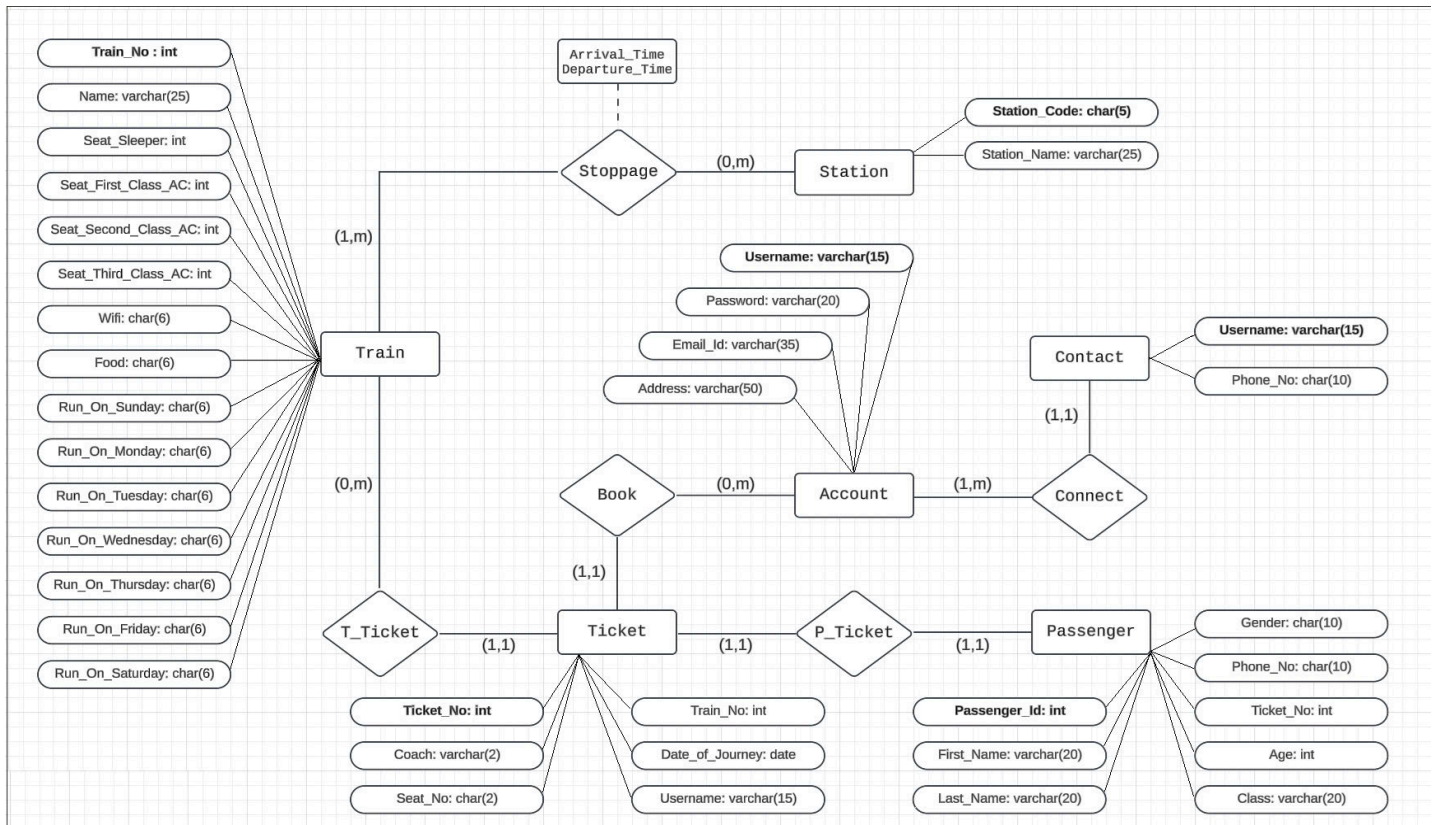 Train_No : int
Name: varchar(25)
Seat_Sleeper: int
Seat_First_Class_AC: int
Seat_Second_Class_AC: int
Seat_Third_Class_AC: int
Wifi: char(6)
Food: char(6)
Run_On_Sunday: char(6)
Run_On_Monday: char(6)
Run_On_Tuesday: char(6)
Run_On_Wednesday: char(6)
Run_On_Thursday: char(6)
Run_On_Friday: char(6)
Run_On_Saturday: char(6)
Train
(1,m)
(0,m)
Arrival_Time
Departure_Time
Stoppage
(0,m)
Station
Station_Code: char(5)
Station_Name: varchar(25)
Username: varchar(15)
Password: varchar(20)
Email_Id: varchar(35)
Address: varchar(50)
Book
(0,m)
Account
(1,m)
Connect
(1,1)
Contact
Username: varchar(15)
Phone_No: char(10)
(1,1)
T_Ticket
(1,1)
Ticket
(1,1)
P_Ticket
(1,1)
Passenger
Ticket_No: int
Coach: varchar(2)
Seat_No: char(2)
Train_No: int
Date_of_Journey: date
Username: varchar(15)
Passenger_Id: int
First_Name: varchar(20)
Last_Name: varchar(20)
Gender: char(10)
Phone_No: char(10)
Ticket_No: int
Age: int
Class: varchar(20)